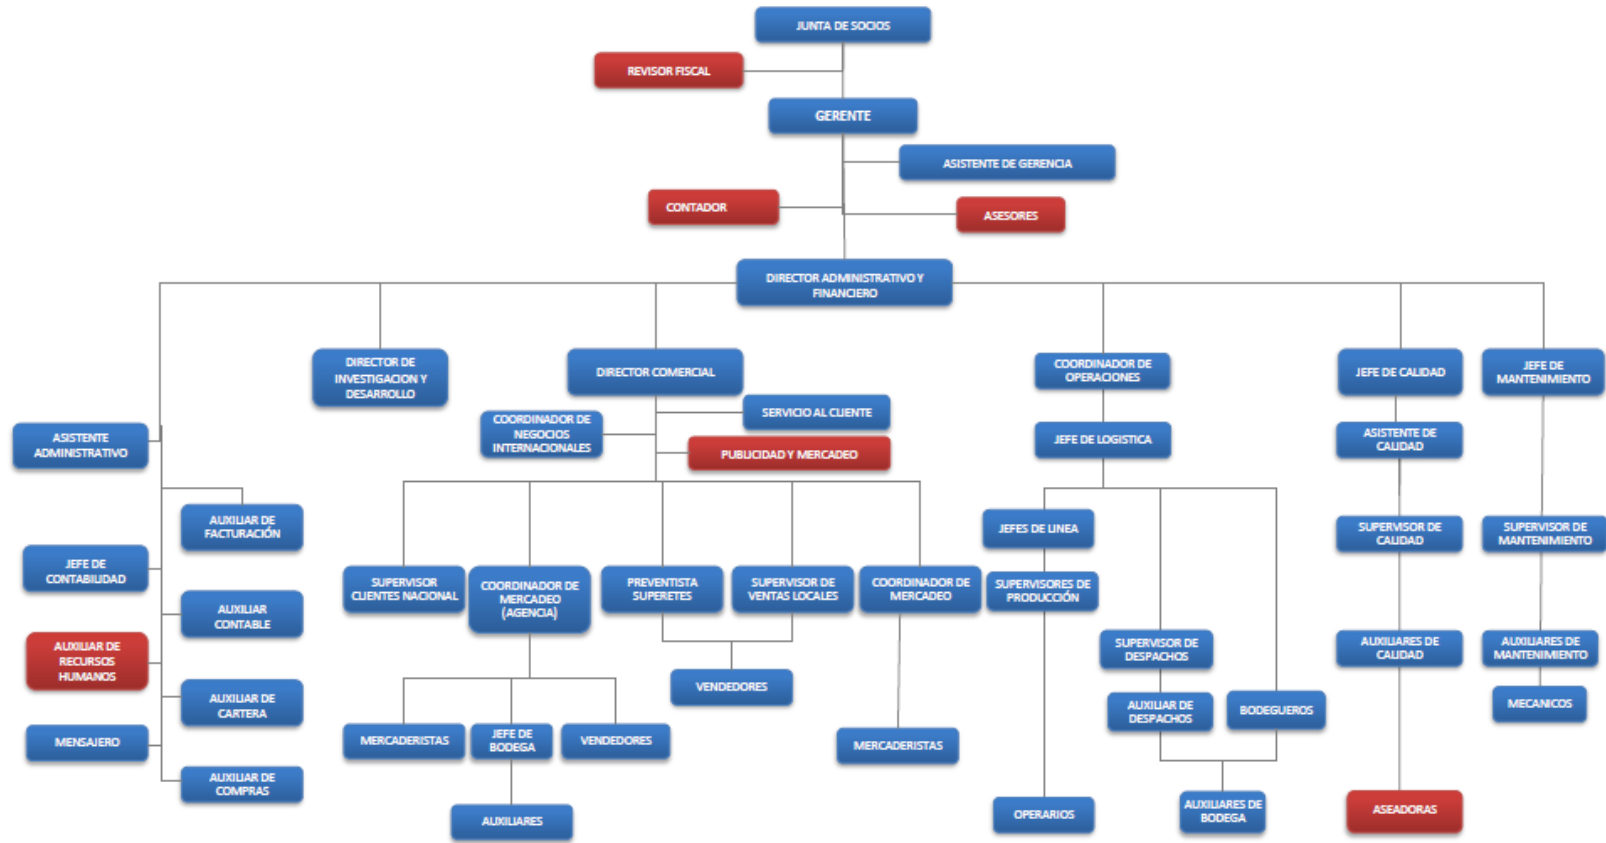 JUNTA DE SOCIOS
REVISOR FISCAL
GERENTE
ASISTENTE DE GERENCIA
CONTADOR
ASESORES
DIRECTOR ADMINISTRATIVO Y
FINANCIERO
DIRECTOR DE
INVESTIGACION Y
DESARROLLO
DIRECTOR COMERCIAL
COORDINADOR DE
OPERACIONES
JEFE DE CALIDAD
JEFE DE
MANTENIMIENTO
ASISTENTE
ADMINISTRATIVO
COORDINADOR DE
NEGOCIOS
INTERNACIONALES
SERVICIO AL CLIENTE
PUBLICIDAD Y MERCADEO
JEFE DE LOGISTICA
ASISTENTE DE
CALIDAD
AUXILIAR DE
FACTURACIÓN
JEFES DE LINEA
SUPERVISOR DE
CALIDAD
SUPERVISOR DE
MANTENIMIENTO
JEFE DE
CONTABILIDAD
SUPERVISOR
CLIENTES NACIONAL
COORDINADOR DE
MERCADEO
(AGENCIA)
PREVENTISTA
SUPERETES
SUPERVISOR DE
VENTAS LOCALES
COORDINADOR DE
MERCADEO
SUPERVISORES DE
PRODUCCIÓN
AUXILIAR
CONTABLE
AUXILIAR DE
RECURSOS
HUMANOS
SUPERVISOR DE
DESPACHOS
AUXILIARES DE
CALIDAD
AUXILIARES DE
MANTENIMIENTO
AUXILIAR DE
CARTERA
VENDEDORES
AUXILIAR DE
DESPACHOS
BODEGUEROS
MECANICOS
MENSAJERO
MERCADERISTAS
JEFE DE
BODEGA
VENDEDORES
MERCADERISTAS
AUXILIAR DE
COMPRAS
AUXILIARES
OPERARIOS
AUXILIARES DE
BODEGA
ASEADORAS